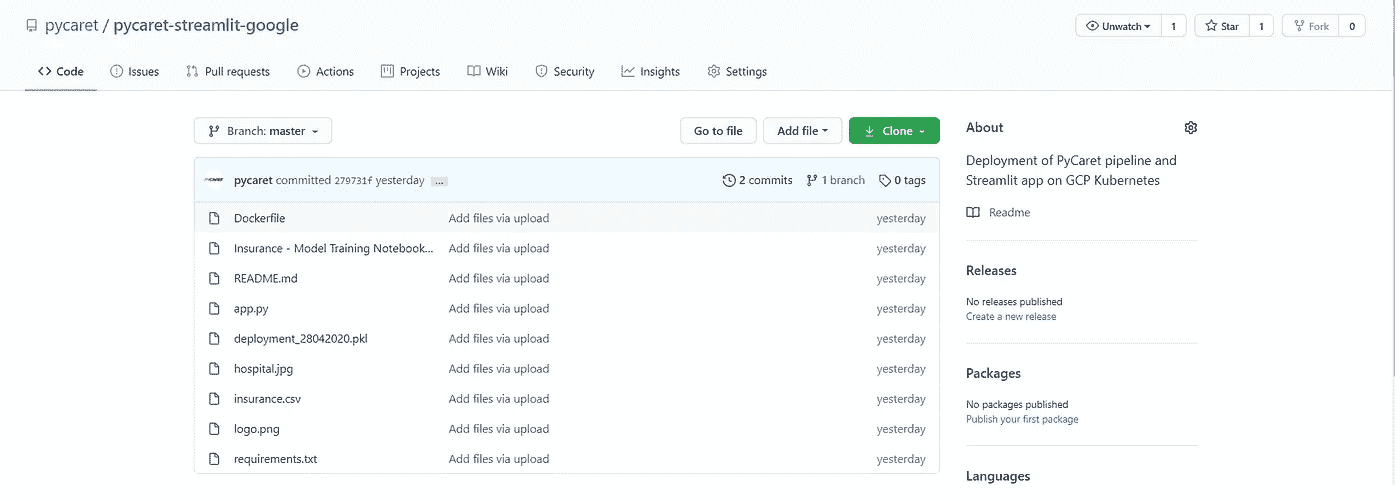 pycaret / pycaret-streamlit-google
Unwatch 1 Star 1 Fork 0
Code Issues Pull requests Actions Projects Wiki Security Insights Settings
Branch: master Go to file Add file Clone
pycaret committed 279731f yesterday ... 2 commits 1 branch 0 tags
Dockerfile Add files via upload yesterday
Insurance - Model Training Notebook... Add files via upload yesterday
README.md Add files via upload yesterday
app.py Add files via upload yesterday
deployment_28042020.pkl Add files via upload yesterday
hospital.jpg Add files via upload yesterday
insurance.csv Add files via upload yesterday
logo.png Add files via upload yesterday
requirements.txt Add files via upload yesterday
About
Deployment of PyCaret pipeline and
Streamlit app on GCP Kubernetes
Readme
Releases
No releases published
Create a new release
Packages
No packages published
Publish your first package
Languages